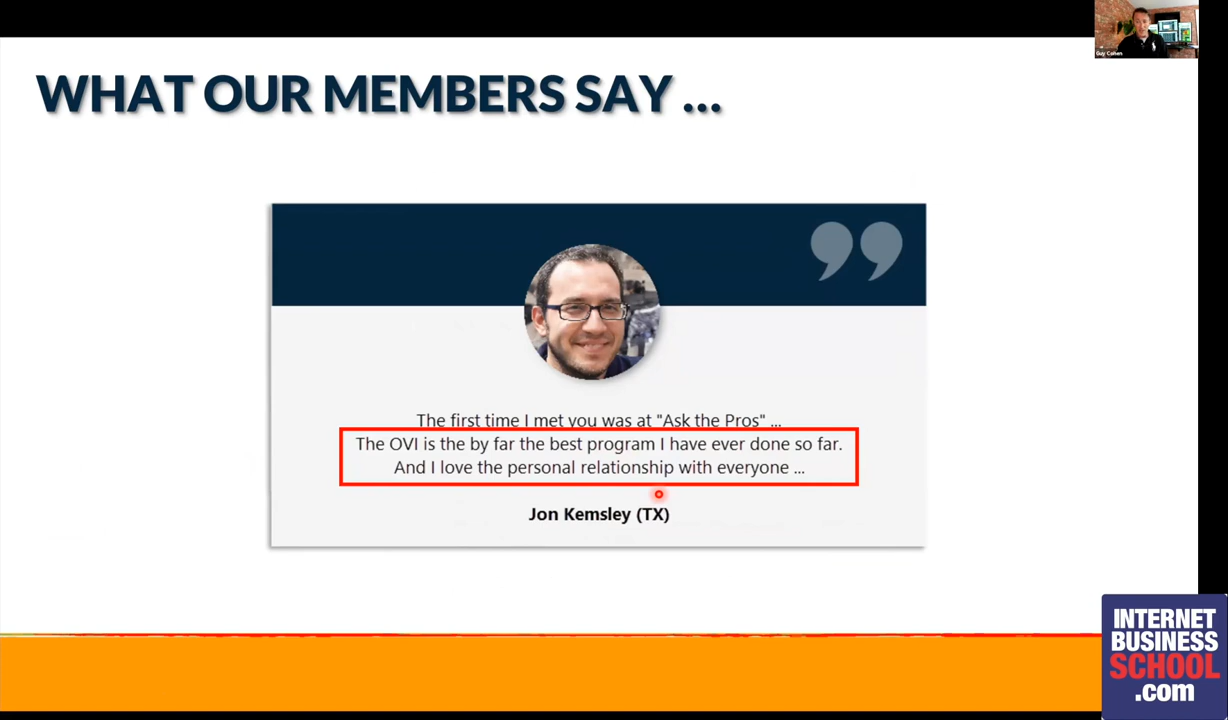 Guy Cohen
WHAT OUR MEMBERS SAY ...
The first time I met you was at "Ask the Pros" ...
The OVI is the by far the best program I have ever done so far.
And I love the personal relationship with everyone ...
Jon Kemsley (TX)
INTERNET
BUSINESS
SCHOOL
.com